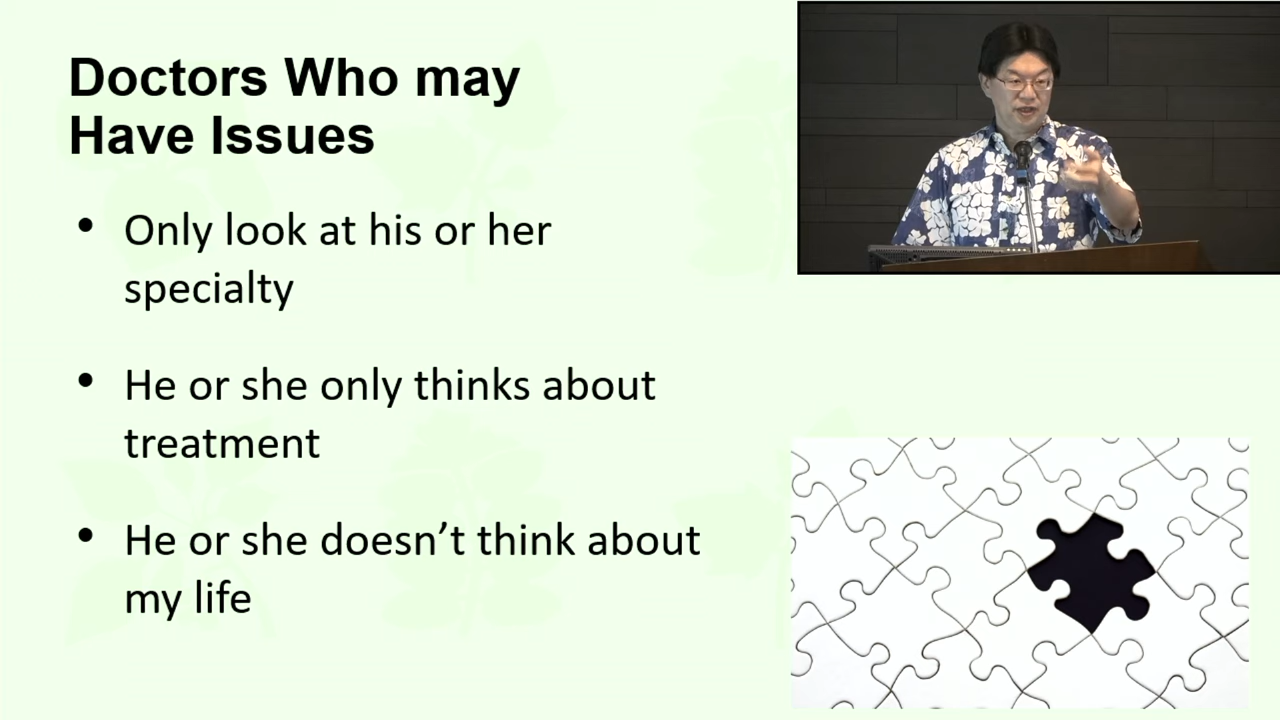 Doctors Who may
Have Issues
• Only look at his or her
specialty
• He or she only thinks about
treatment
• He or she doesn’t think about
my life